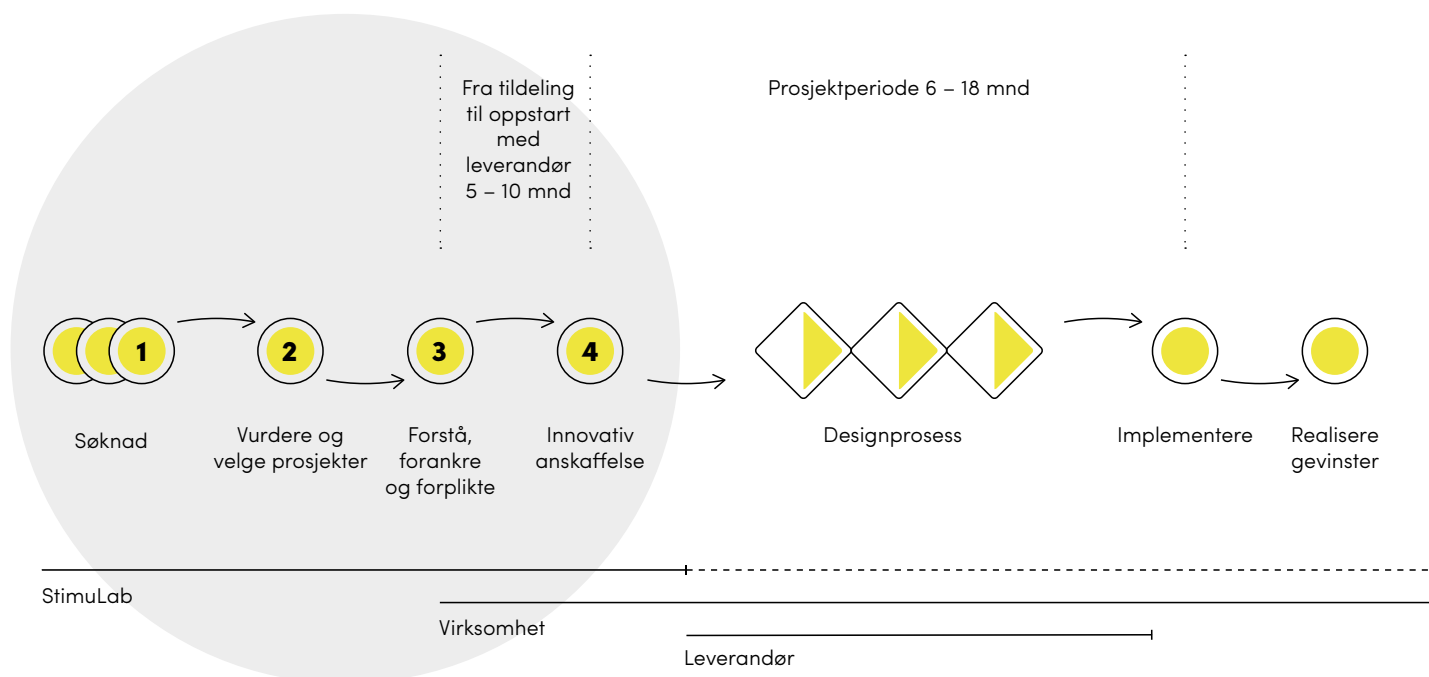 Fra tildeling
til oppstart
med
leverandør
5 – 10 mnd
Prosjektperiode 6 – 18 mnd
1
2
3
4
Søknad
Vurdere og
velge prosjekter
Forstå,
forankre
og forplikte
Innovativ
anskaffelse
Designprosess
Implementere
Realisere
gevinster
StimuLab
Virksomhet
Leverandør